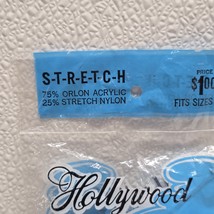 PRICE
S-T-R-E-T-C-H
$1.00
75% ORLON ACRYLIC
25% STRETCH NYLON
FITS SIZES
Hollywood